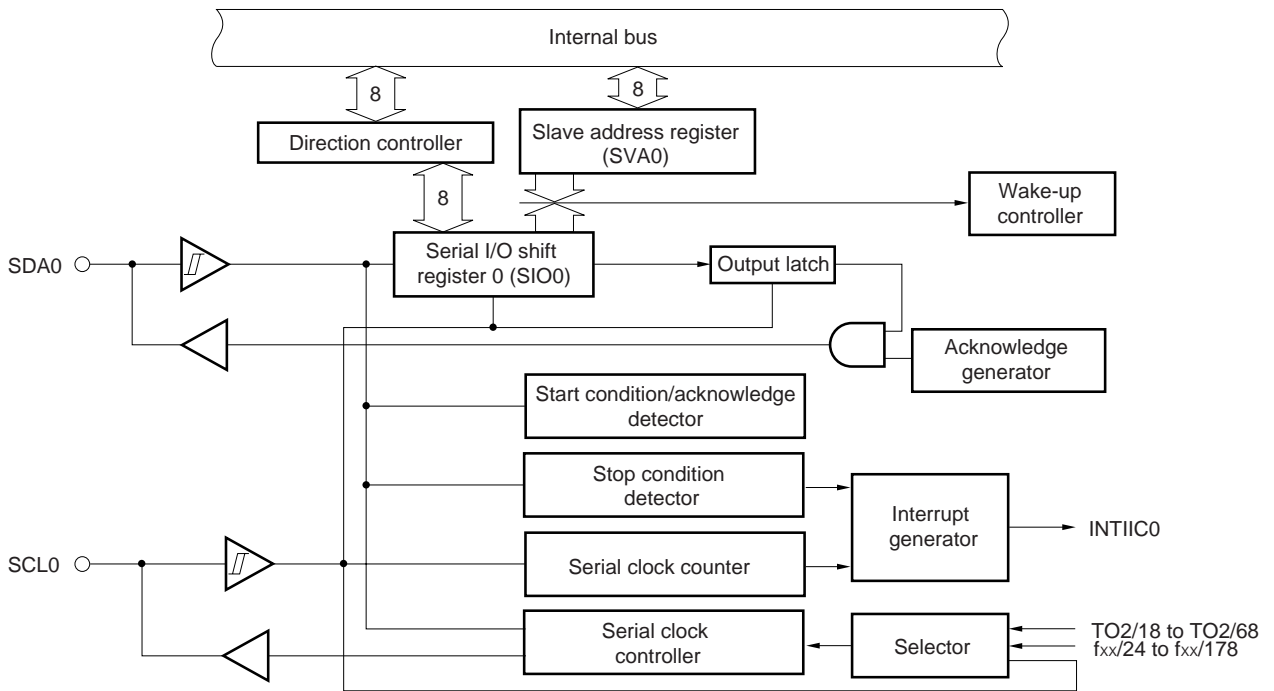 Internal bus
8
8
Direction controller
Slave address register
(SVA0)
8
Wake-up
controller
SDA0
Serial I/O shift
register 0 (SIO0)
Output latch
Acknowledge
generator
Start condition/acknowledge
detector
Stop condition
detector
Interrupt
generator
INTIIC0
SCL0
Serial clock counter
Serial clock
controller
Selector
TO2/18 to TO2/68
fxx/24 to fxx/178